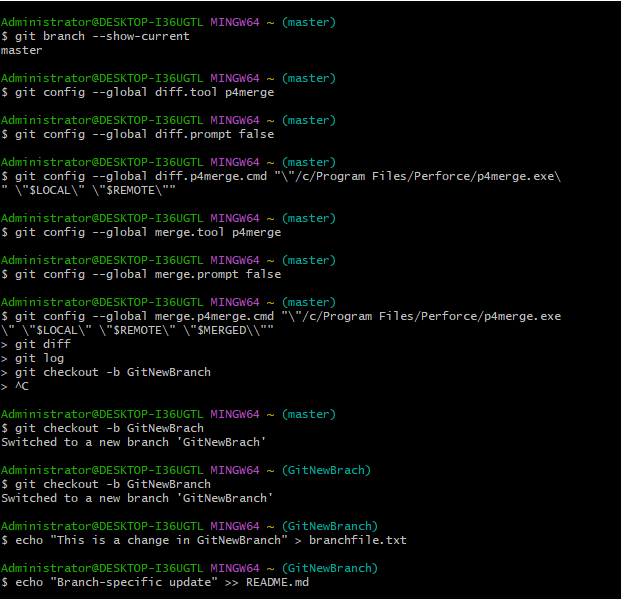 Administrator@DESKTOP-I36UGTL MINGW64 ~ (master)
$ git branch --show-current
master
Administrator@DESKTOP-I36UGTL MINGW64 ~ (master)
$ git config --global diff.tool p4merge
Administrator@DESKTOP-I36UGTL MINGW64 ~ (master)
$ git config --global diff.prompt false
Administrator@DESKTOP-I36UGTL MINGW64 ~ (master)
$ git config --global diff.p4merge.cmd "\"/c/Program Files/Perforce/p4merge.exe\
" \"$LOCAL\" \"$REMOTE\""
Administrator@DESKTOP-I36UGTL MINGW64 ~ (master)
$ git config --global merge.tool p4merge
Administrator@DESKTOP-I36UGTL MINGW64 ~ (master)
$ git config --global merge.prompt false
Administrator@DESKTOP-I36UGTL MINGW64 ~ (master)
$ git config --global merge.p4merge.cmd "\"/c/Program Files/Perforce/p4merge.exe
\" \"$LOCAL\" \"$REMOTE\" \"$MERGED\\""
> git diff
> git log
> git checkout -b GitNewBranch
> ^C
Administrator@DESKTOP-I36UGTL MINGW64 ~ (master)
$ git checkout -b GitNewBrach
Switched to a new branch 'GitNewBrach'
Administrator@DESKTOP-I36UGTL MINGW64 ~ (GitNewBrach)
$ git checkout -b GitNewBranch
Switched to a new branch 'GitNewBranch'
Administrator@DESKTOP-I36UGTL MINGW64 ~ (GitNewBranch)
$ echo "This is a change in GitNewBranch" > branchfile.txt
Administrator@DESKTOP-I36UGTL MINGW64 ~ (GitNewBranch)
$ echo "Branch-specific update" >> README.md